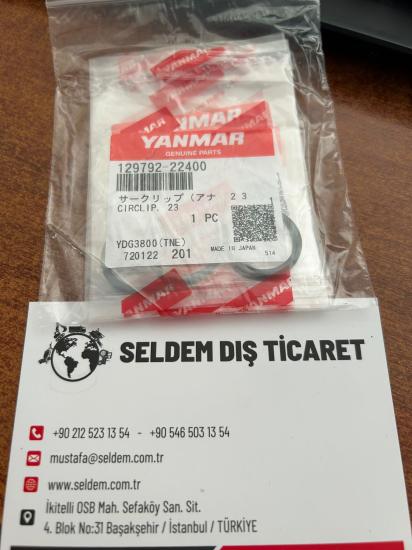 YANMAR
YANMAR
GENUINE PARTS
129792-22400
サークリップ（アナ 23
CIRCLIP, 23
1 PC
YDG3800(TNE)
MADE IN JAPAN
720122 201
514
SELDEM DIŞ TİCARET
+90 212 523 13 54 - +90 546 503 13 54
mustafa@seldem.com.tr
www.seldem.com.tr
İkitelli OSB Mah. Sefaköy San. Sit.
4. Blok No:31 Başakşehir / İstanbul / TÜRKİYE